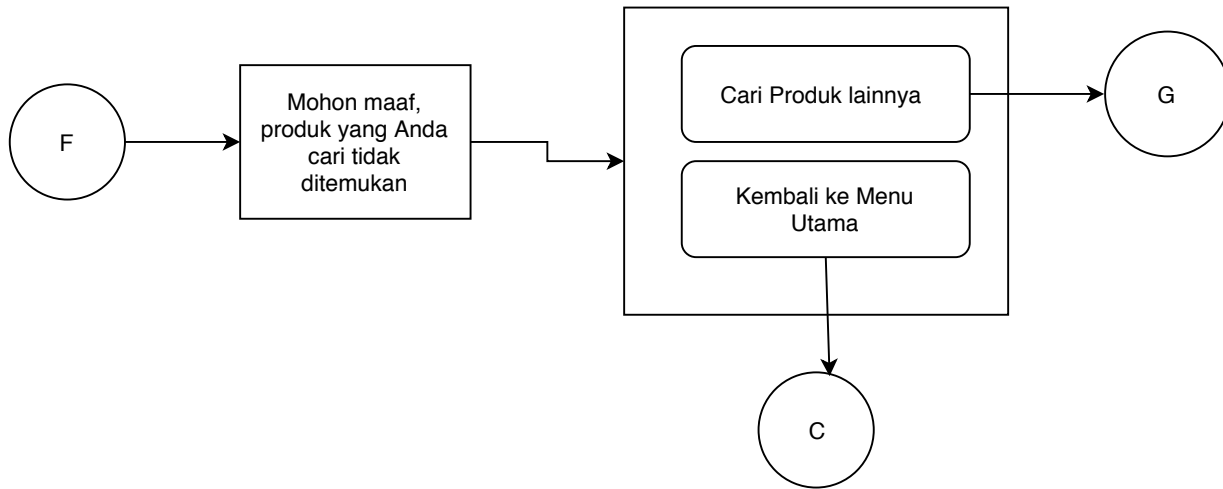 F
Mohon maaf,
produk yang Anda
cari tidak
ditemukan
Cari Produk lainnya
Kembali ke Menu
Utama
G
C